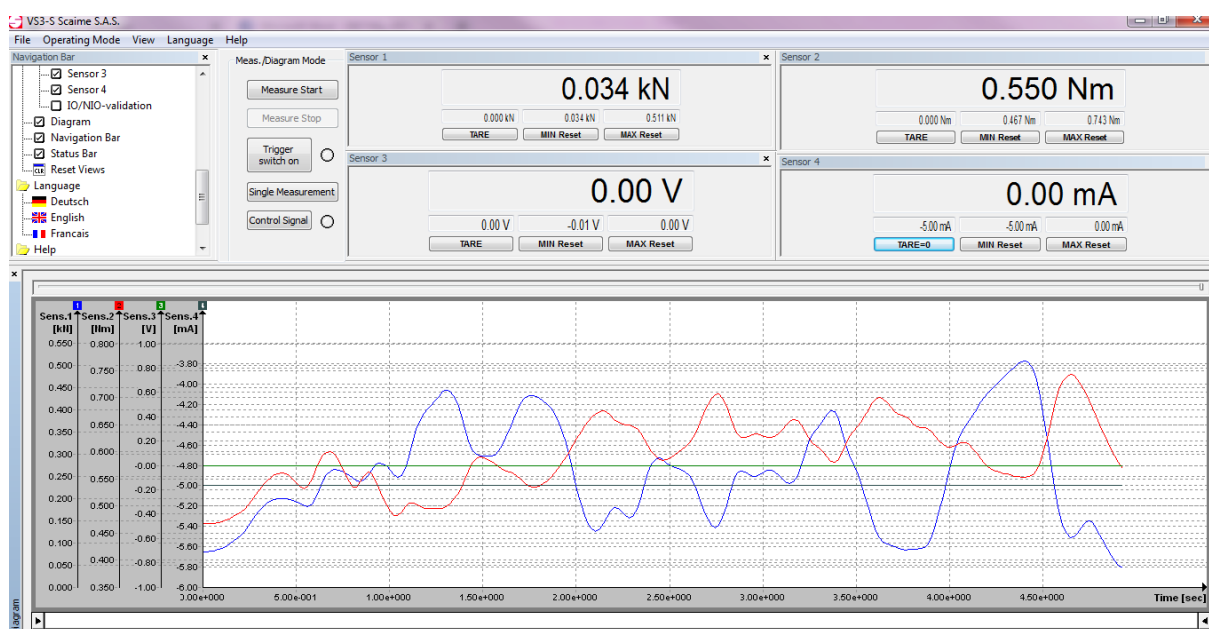 VS3-S Scaime S.A.S.
File Operating Mode View Language Help
Navigation Bar
Sensor 3
Sensor 4
IO/NIO-validation
Diagram
Navigation Bar
Status Bar
CLR Reset Views
Language
Deutsch
English
Francais
Help
Meas./Diagram Mode
Measure Start
Measure Stop
Trigger
switch on
Single Measurement
Control Signal
Sensor 1
0.034 kN
0.000 kN 0.034 kN 0.511 kN
TARE MIN Reset MAX Reset
Sensor 2
0.550 Nm
0.000 Nm 0.467 Nm 0.743 Nm
TARE MIN Reset MAX Reset
Sensor 3
0.00 V
0.00 V -0.01 V 0.00 V
TARE MIN Reset MAX Reset
Sensor 4
0.00 mA
-5.00 mA -5.00 mA 0.00 mA
TARE=0 MIN Reset MAX Reset
1 2 3 4
Sens.1 Sens.2 Sens.3 Sens.4
[kN] [Nm] [V] [mA]
0.550 0.800 1.00
0.500 0.750 0.80 -3.80
0.450 0.700 0.60 -4.00
0.400 0.650 0.40 -4.20
0.350 0.600 0.20 -4.40
0.300 0.550 -0.00 -4.60
0.250 0.500 -0.20 -4.80
0.200 0.450 -0.40 -5.00
0.150 0.400 -0.60 -5.20
0.100 0.350 -0.80 -5.40
0.050 -1.00 -5.60
0.000 -5.80
-6.00
0.00e+000 5.00e-001 1.00e+000 1.50e+000 2.00e+000 2.50e+000 3.00e+000 3.50e+000 4.00e+000 4.50e+000 Time [sec]